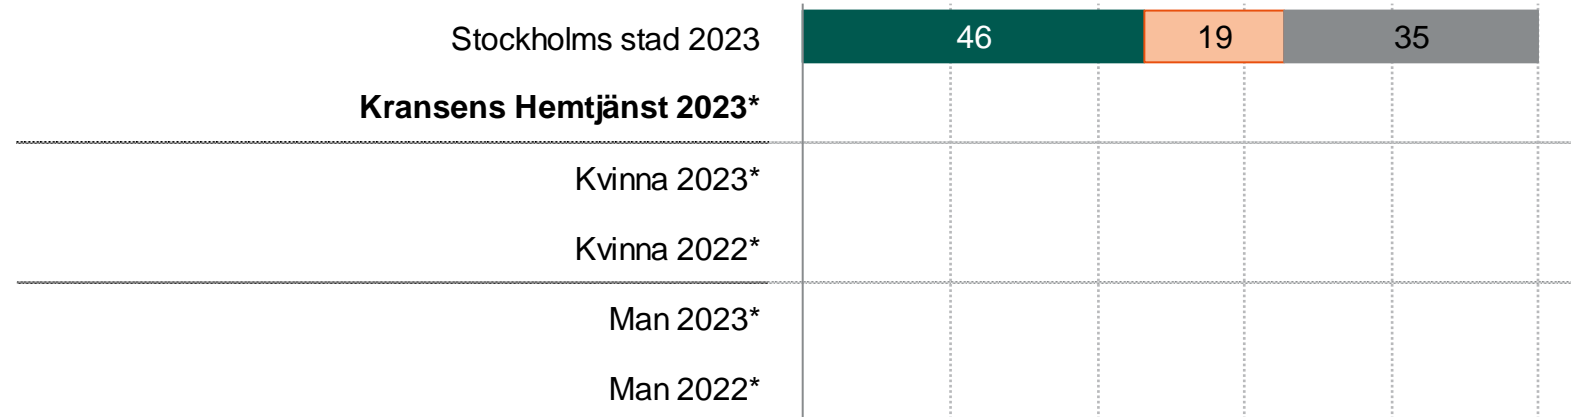 Stockholms stad 2023 46 19 35
Kransens Hemtjänst 2023*
Kvinna 2023*
Kvinna 2022*
Man 2023*
Man 2022*